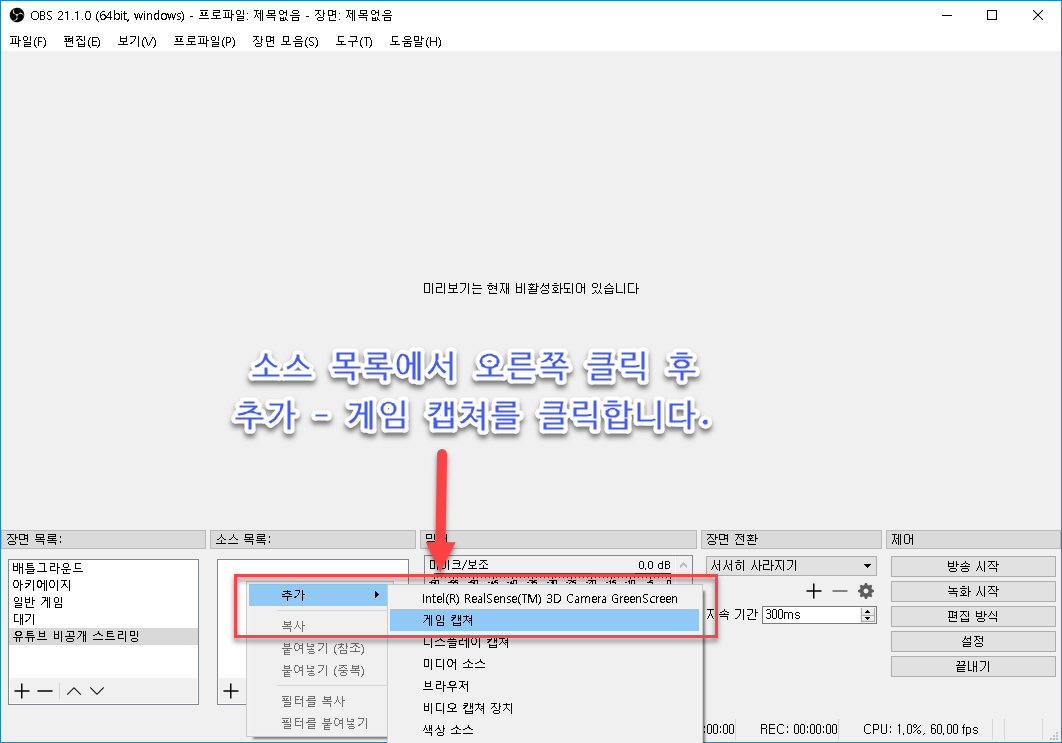 OBS 21.1.0 (64bit, windows) - 프로파일: 제목없음 - 장면: 제목없음
파일(F) 편집(E) 보기(V) 프로파일(P) 장면 모음(S) 도구(T) 도움말(H)
미리보기는 현재 비활성화되어 있습니다
소스 목록에서 오른쪽 클릭 후
추가 - 게임 캡쳐를 클릭합니다.
장면 목록:
배틀그라운드
아키에이지
일반 게임
대기
유튜브 비공개 스트리밍
소스 목록:
추가
복사
붙여넣기 (참조)
붙여넣기 (중복)
필터를 복사
필터를 붙여넣기
마이크/보조 0,0 dB
Intel(R) RealSense(TM) 3D Camera GreenScreen
게임 캡쳐
디스플레이 캡쳐
미디어 소스
브라우저
비디오 캡쳐 장치
색상 소스
장면 전환
서서히 사라지기
지속 기간 300ms
제어
방송 시작
녹화 시작
편집 방식
설정
끝내기
:00:00 REC: 00:00:00 CPU: 1,0%, 60,00 fps